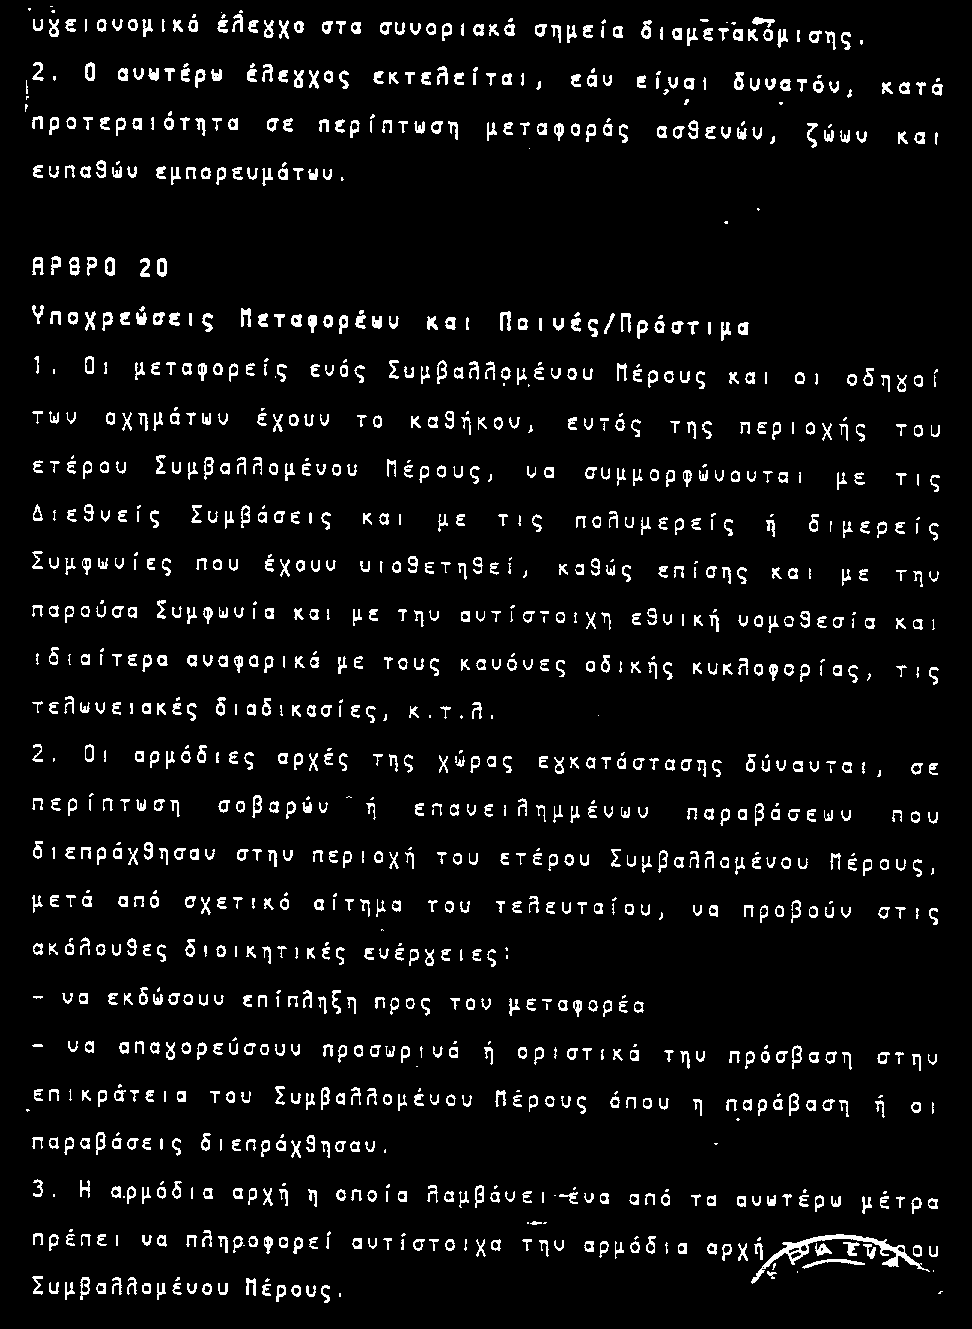 υγειονομικό έλεγχο στα συνοριακά σημεία διαμετακόμισης.
2. Ο ανωτέρω έλεγχος εκτελείται, εάν είναι δυνατόν, κατά
προτεραιότητα σε περίπτωση μεταφοράς ασθενών, ζώων και
ευπαθών εμπορευμάτων.
ΑΡΘΡΟ 20
Υποχρεώσεις Μεταφορέων και Ποινές/Πρόστιμα
1. Οι μεταφορείς ενός Συμβαλλομένου Μέρους και οι οδηγοί
των οχημάτων έχουν το καθήκον, εντός της περιοχής του
ετέρου Συμβαλλομένου Μέρους, να συμμορφώνονται με τις
Διεθνείς Συμβάσεις και με τις πολυμερείς ή διμερείς
Συμφωνίες που έχουν υιοθετηθεί, καθώς επίσης και με την
παρούσα Συμφωνία και με την αντίστοιχη εθνική νομοθεσία και
ιδιαίτερα αναφορικά με τους κανόνες οδικής κυκλοφορίας, τις
τελωνειακές διαδικασίες, κ.τ.λ.
2. Οι αρμόδιες αρχές της χώρας εγκατάστασης δύνανται, σε
περίπτωση σοβαρών ή επανειλημμένων παραβάσεων που
διεπράχθησαν στην περιοχή του ετέρου Συμβαλλομένου Μέρους,
μετά από σχετικό αίτημα του τελευταίου, να προβούν στις
ακόλουθες διοικητικές ενέργειες:
- να εκδώσουν επίπληξη προς τον μεταφορέα
- να απαγορεύσουν προσωρινά ή οριστικά την πρόσβαση στην
επικράτεια του Συμβαλλομένου Μέρους όπου η παράβαση ή οι
παραβάσεις διεπράχθησαν.
3. Η αρμόδια αρχή η οποία λαμβάνει ένα από τα ανωτέρω μέτρα
πρέπει να πληροφορεί αντίστοιχα την αρμόδια αρχή του ετέρου
Συμβαλλομένου Μέρους.